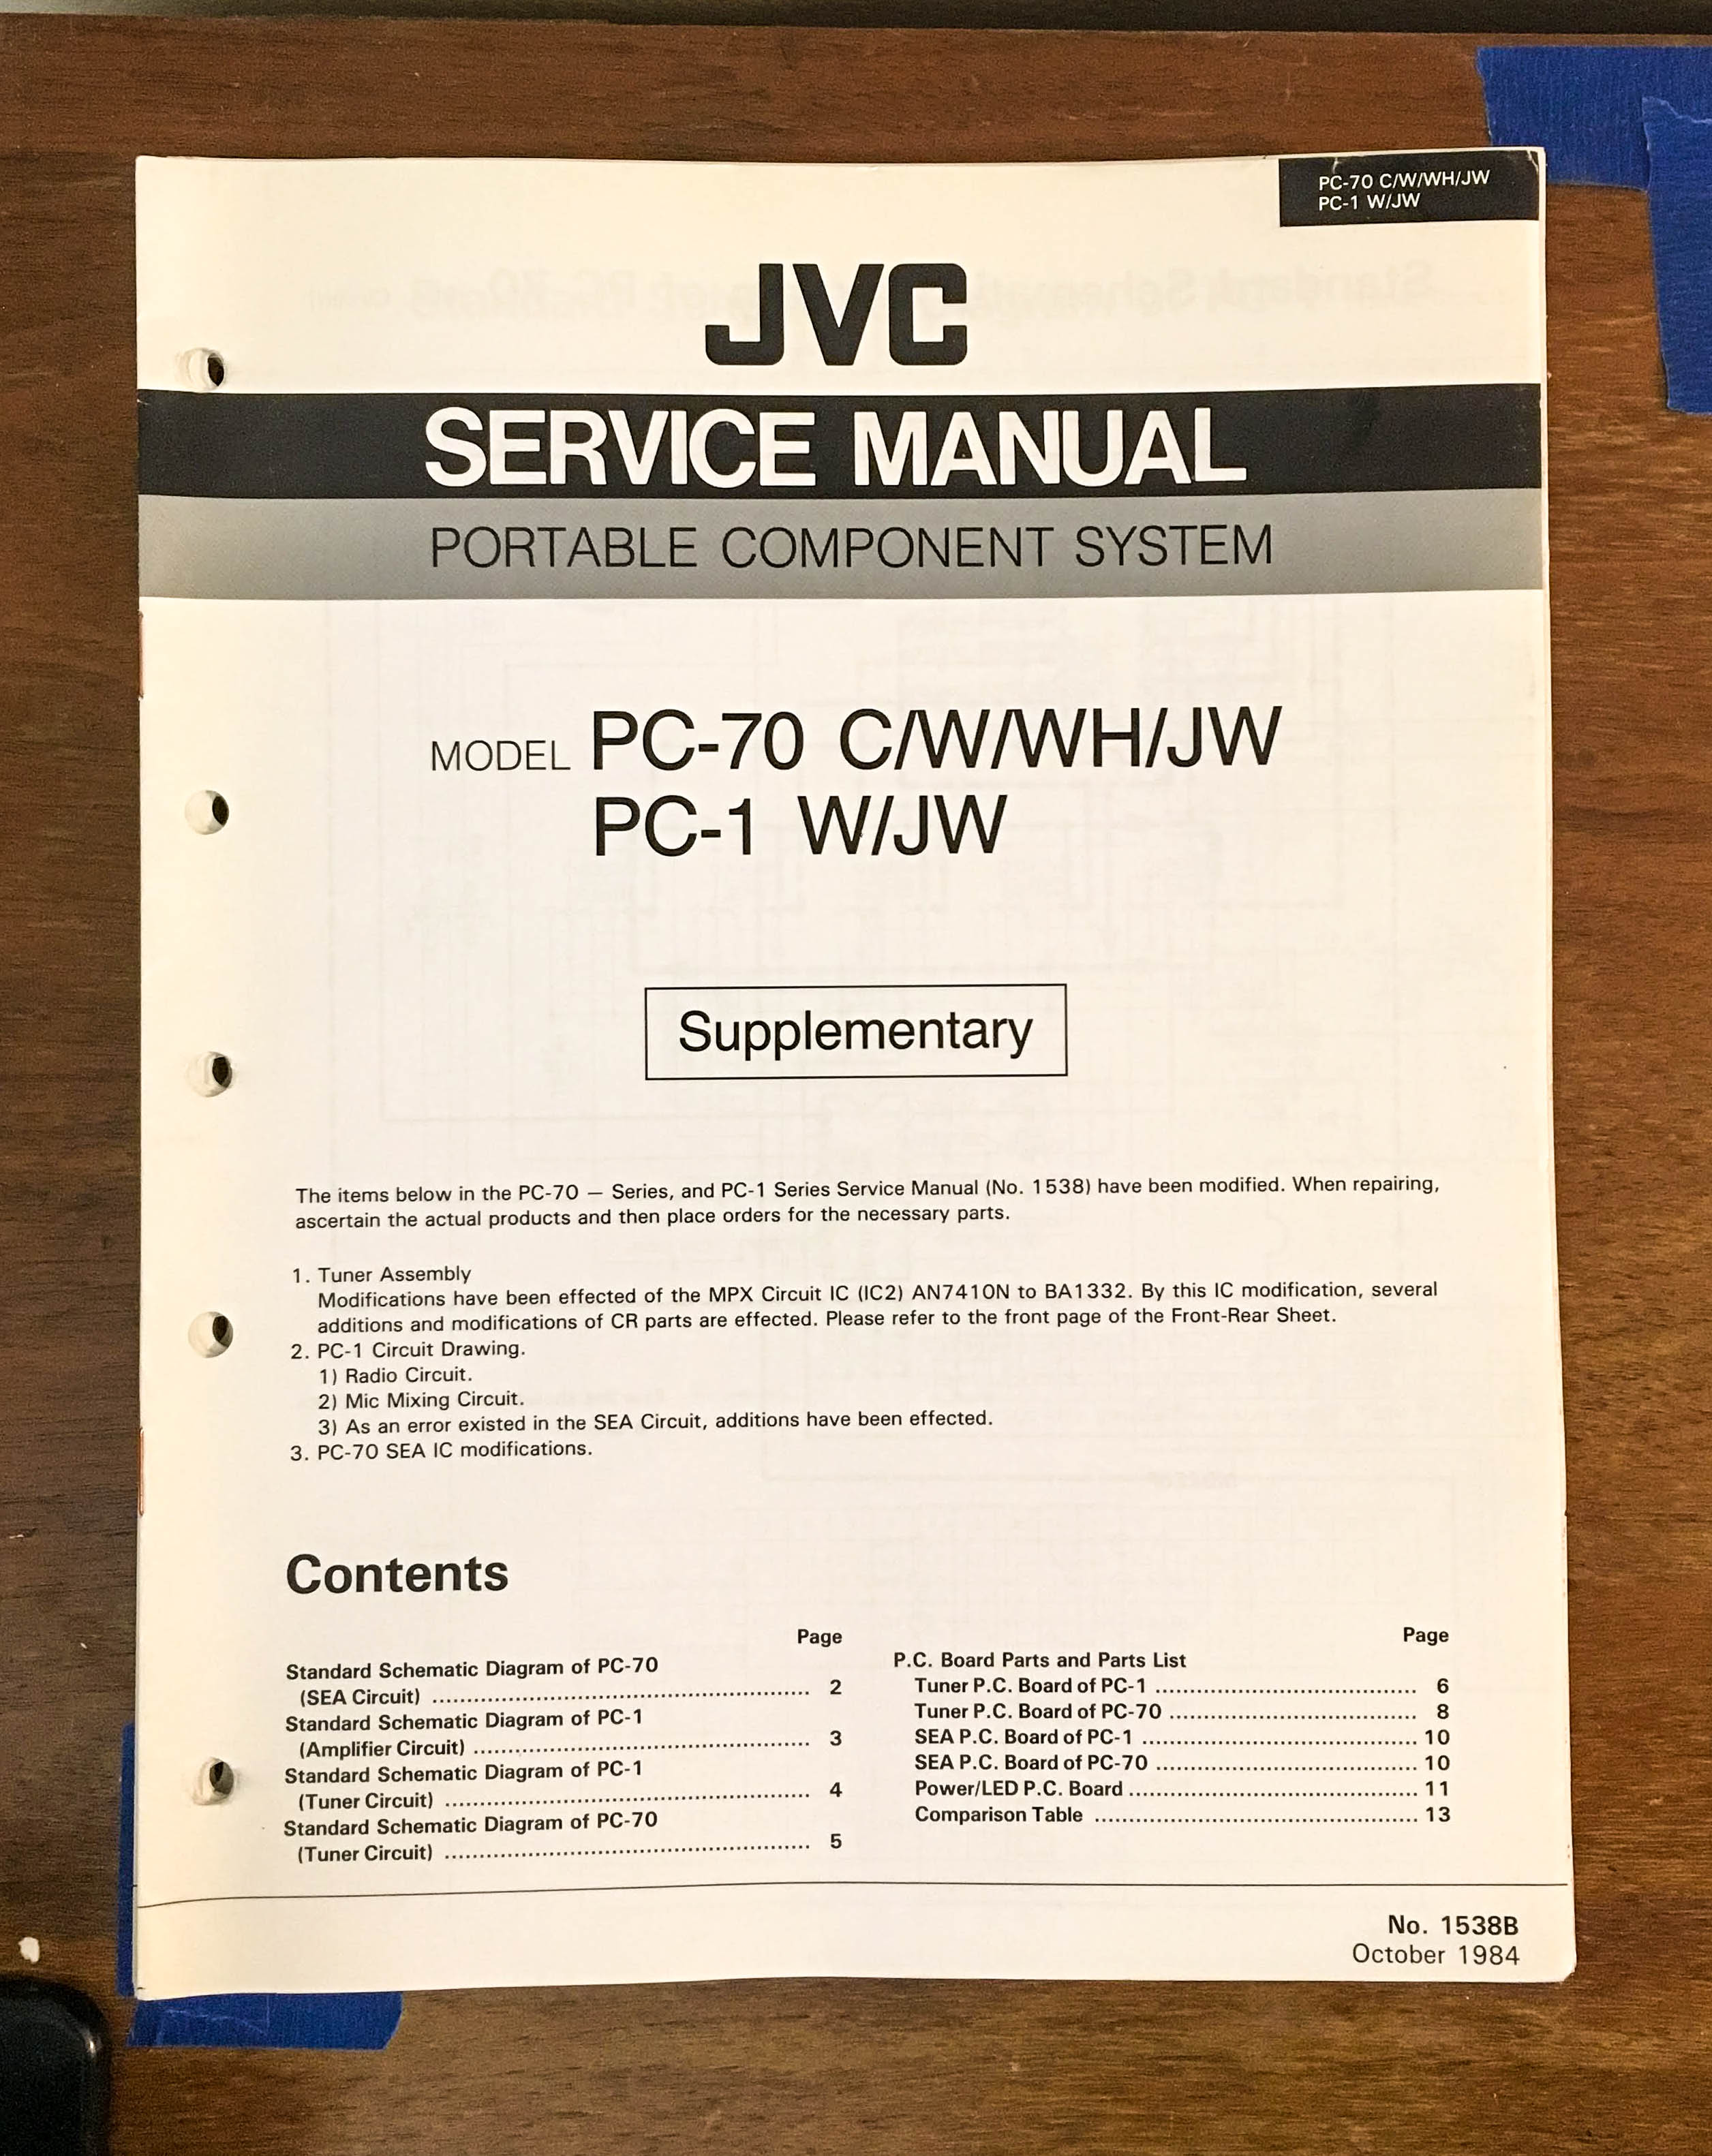 PC-70 C/W/WH/JW
PC-1 W/JW
JVC
SERVICE MANUAL
PORTABLE COMPONENT SYSTEM
MODEL PC-70 C/W/WH/JW
PC-1 W/JW
Supplementary
The items below in the PC-70 — Series, and PC-1 Series Service Manual (No. 1538) have been modified. When repairing,
ascertain the actual products and then place orders for the necessary parts.
1. Tuner Assembly
Modifications have been effected of the MPX Circuit IC (IC2) AN7410N to BA1332. By this IC modification, several
additions and modifications of CR parts are effected. Please refer to the front page of the Front-Rear Sheet.
2. PC-1 Circuit Drawing.
1) Radio Circuit.
2) Mic Mixing Circuit.
3) As an error existed in the SEA Circuit, additions have been effected.
3. PC-70 SEA IC modifications.
Contents
Page
Standard Schematic Diagram of PC-70
(SEA Circuit) ........................................................ 2
Standard Schematic Diagram of PC-1
(Amplifier Circuit) ................................................. 3
Standard Schematic Diagram of PC-1
(Tuner Circuit) ..................................................... 4
Standard Schematic Diagram of PC-70
(Tuner Circuit) ..................................................... 5
Page
P.C. Board Parts and Parts List
Tuner P.C. Board of PC-1 ...................................... 6
Tuner P.C. Board of PC-70 .................................... 8
SEA P.C. Board of PC-1 ........................................ 10
SEA P.C. Board of PC-70 ...................................... 10
Power/LED P.C. Board .......................................... 11
Comparison Table ............................................... 13
No. 1538B
October 1984